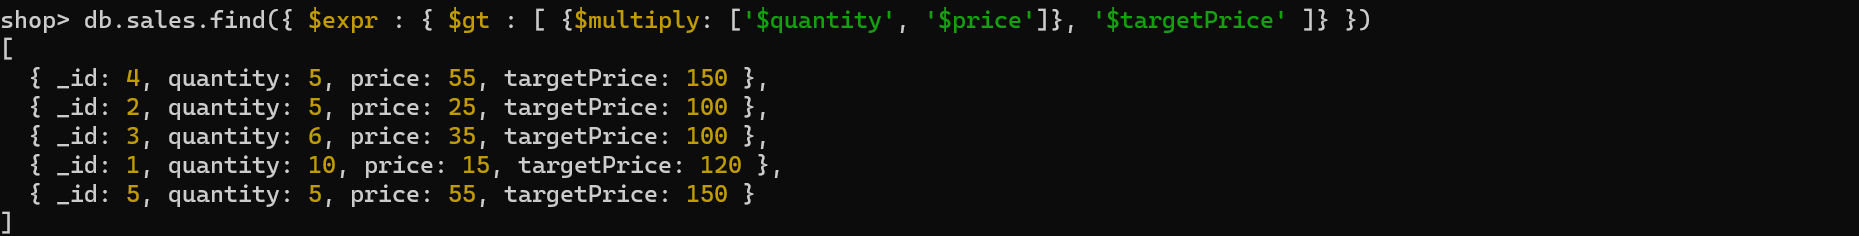 shop> db.sales.find({ $expr : { $gt : [ {$multiply: ['$quantity', '$price']}, '$targetPrice' ]} })
[
  { _id: 4, quantity: 5, price: 55, targetPrice: 150 },
  { _id: 2, quantity: 5, price: 25, targetPrice: 100 },
  { _id: 3, quantity: 6, price: 35, targetPrice: 100 },
  { _id: 1, quantity: 10, price: 15, targetPrice: 120 },
  { _id: 5, quantity: 5, price: 55, targetPrice: 150 }
]